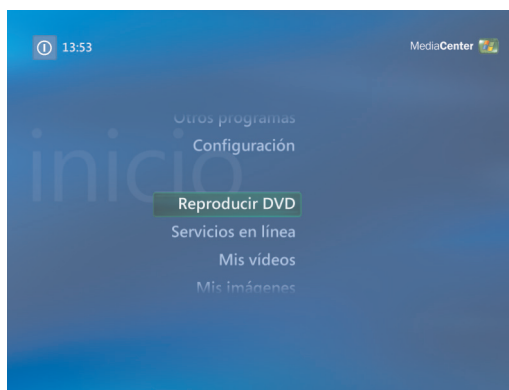 13:53
MediaCenter
Otros programas
Configuración
inicio
Reproducir DVD
Servicios en línea
Mis vídeos
Mis imágenes